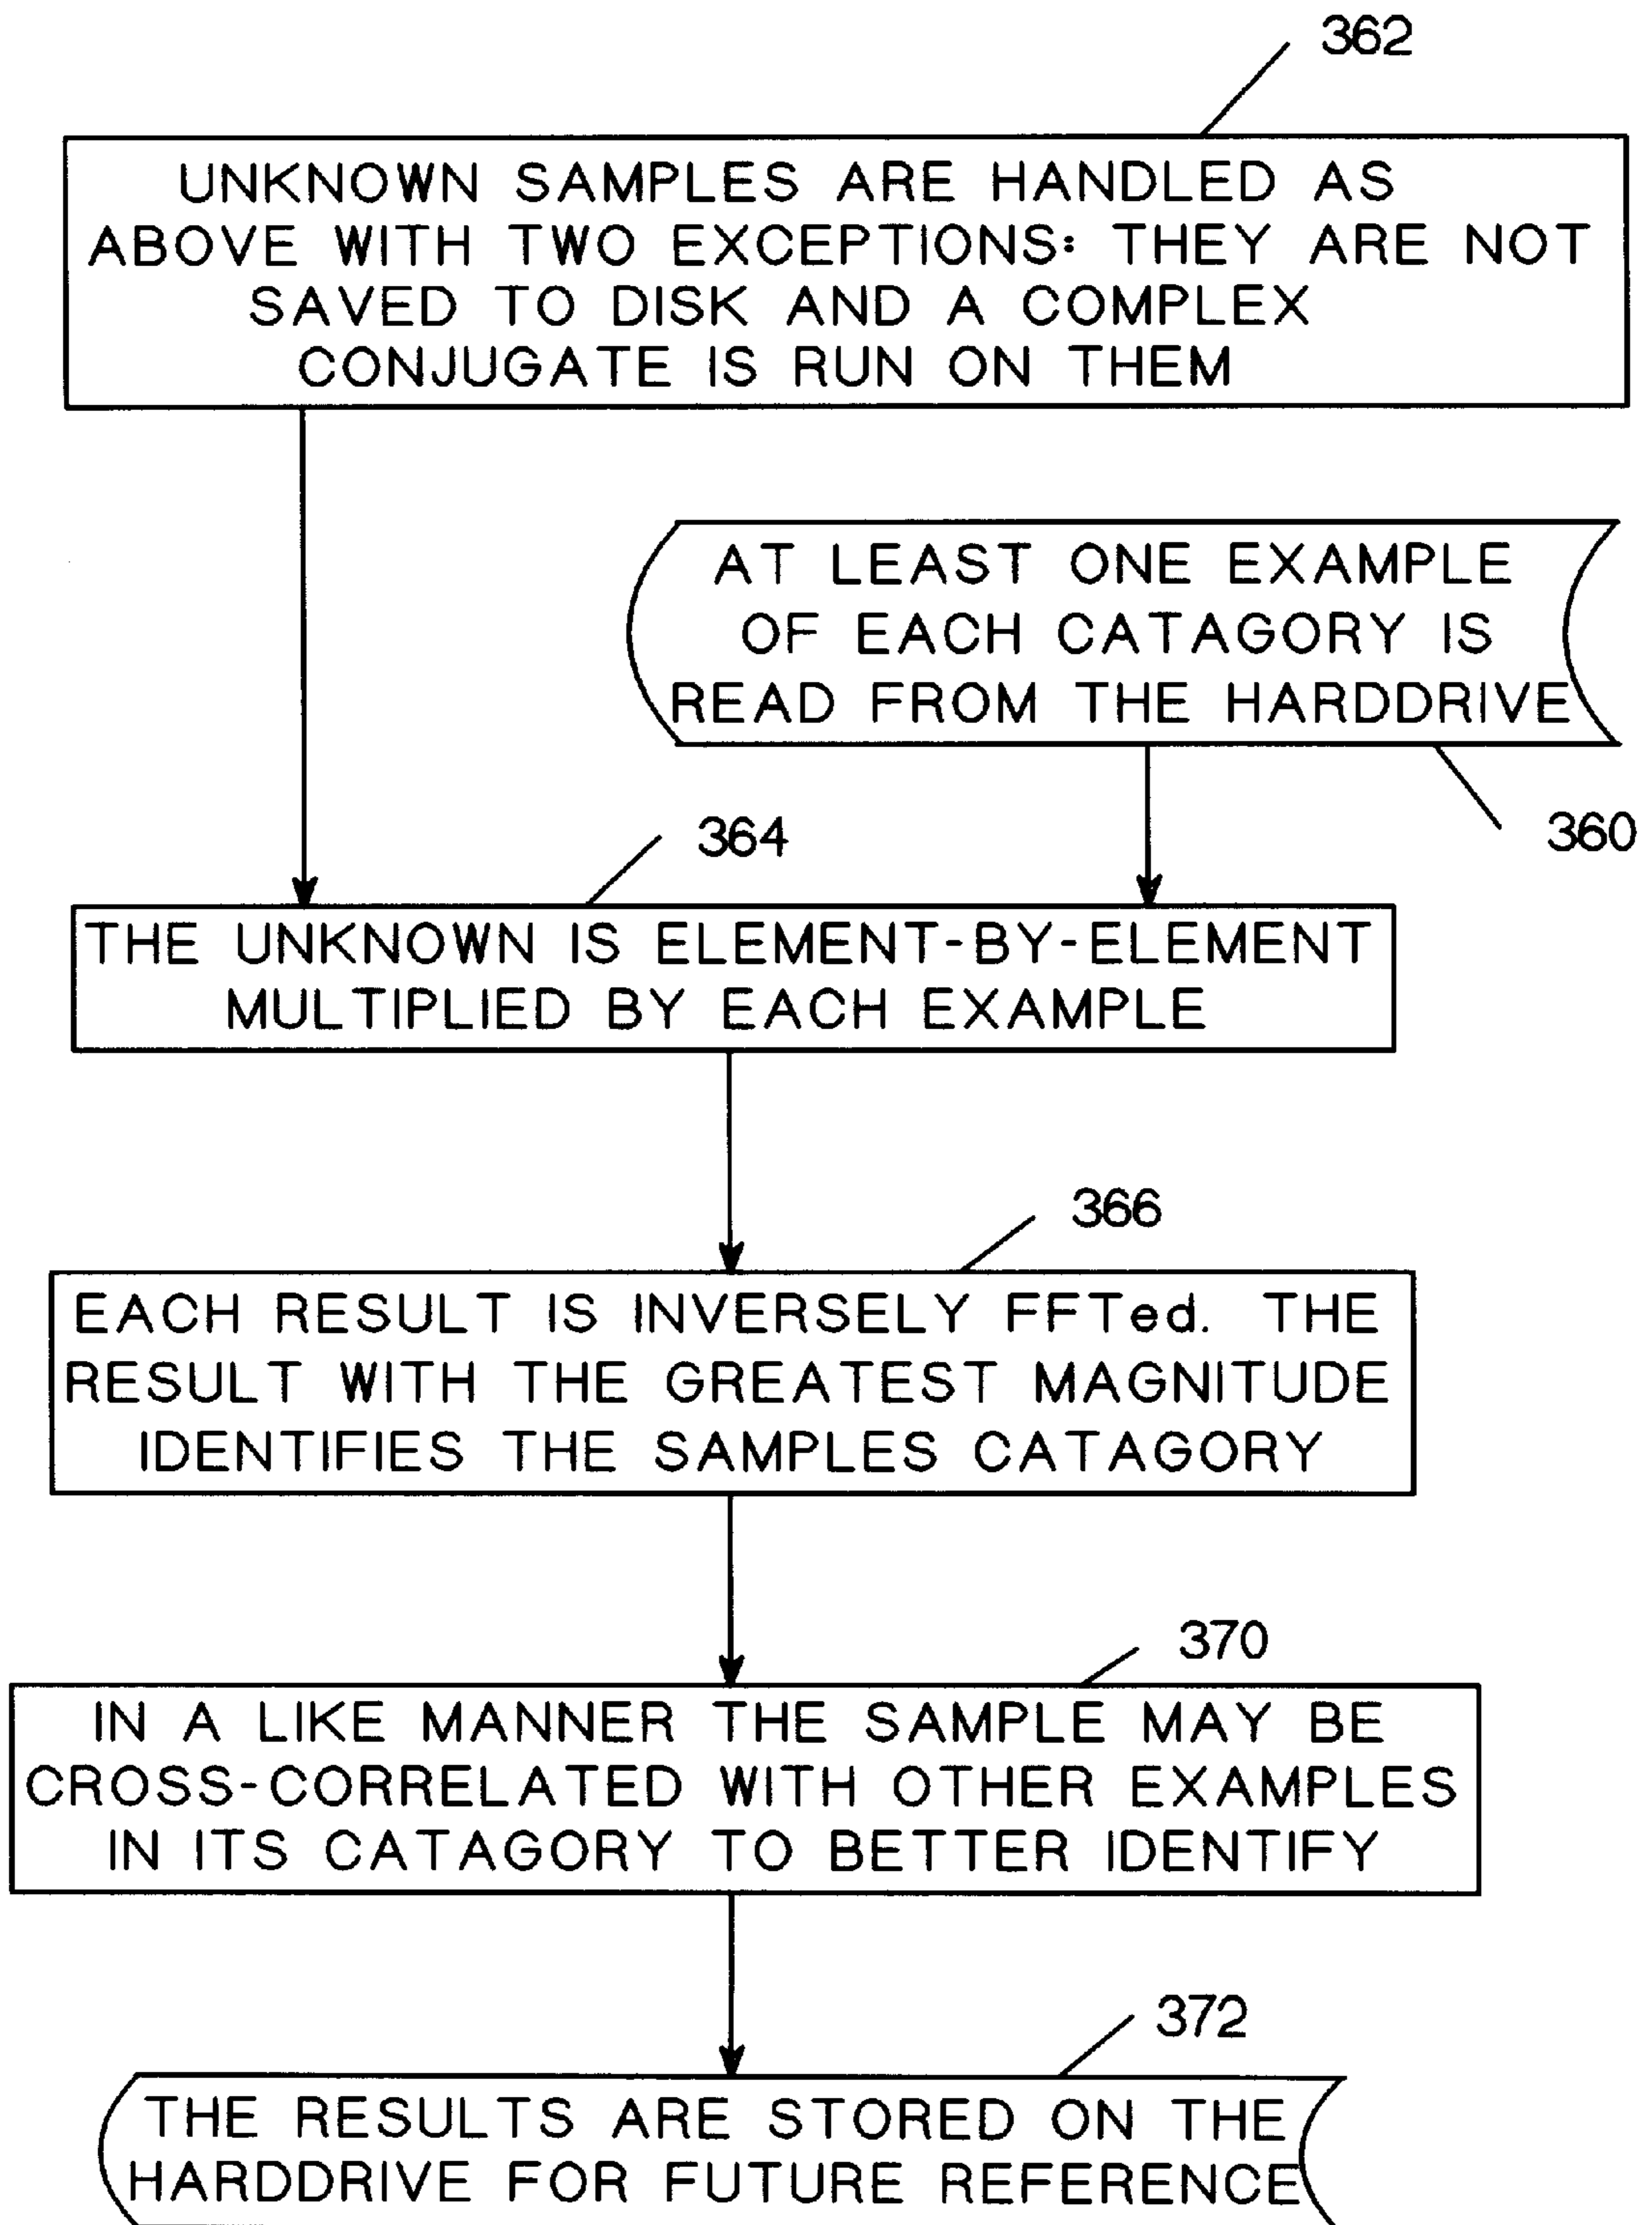 362
UNKNOWN SAMPLES ARE HANDLED AS
ABOVE WITH TWO EXCEPTIONS: THEY ARE NOT
SAVED TO DISK AND A COMPLEX
CONJUGATE IS RUN ON THEM
AT LEAST ONE EXAMPLE
OF EACH CATAGORY IS
READ FROM THE HARDDRIVE
360
364
THE UNKNOWN IS ELEMENT-BY-ELEMENT
MULTIPLIED BY EACH EXAMPLE
366
EACH RESULT IS INVERSELY FFTed. THE
RESULT WITH THE GREATEST MAGNITUDE
IDENTIFIES THE SAMPLES CATAGORY
370
IN A LIKE MANNER THE SAMPLE MAY BE
CROSS-CORRELATED WITH OTHER EXAMPLES
IN ITS CATAGORY TO BETTER IDENTIFY
372
THE RESULTS ARE STORED ON THE
HARDDRIVE FOR FUTURE REFERENCE